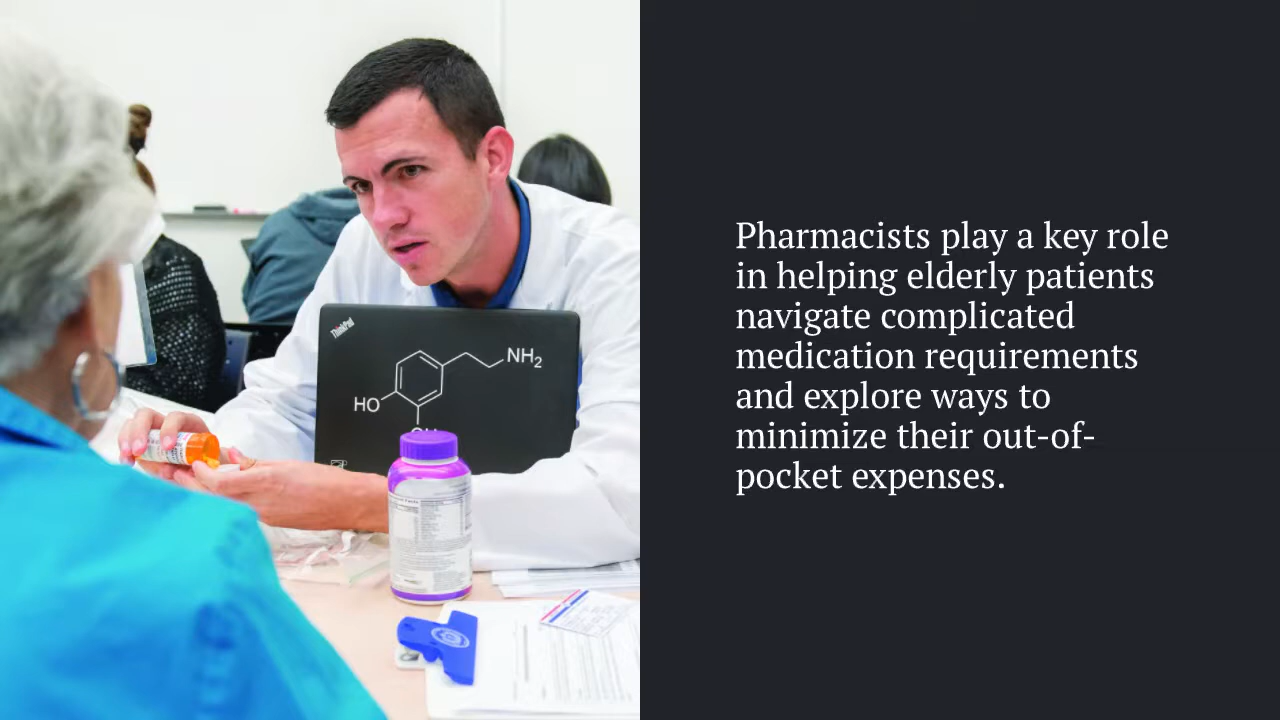 ThinkPad
NH2
HO
Pharmacists play a key role
in helping elderly patients
navigate complicated
medication requirements
and explore ways to
minimize their out-of-
pocket expenses.